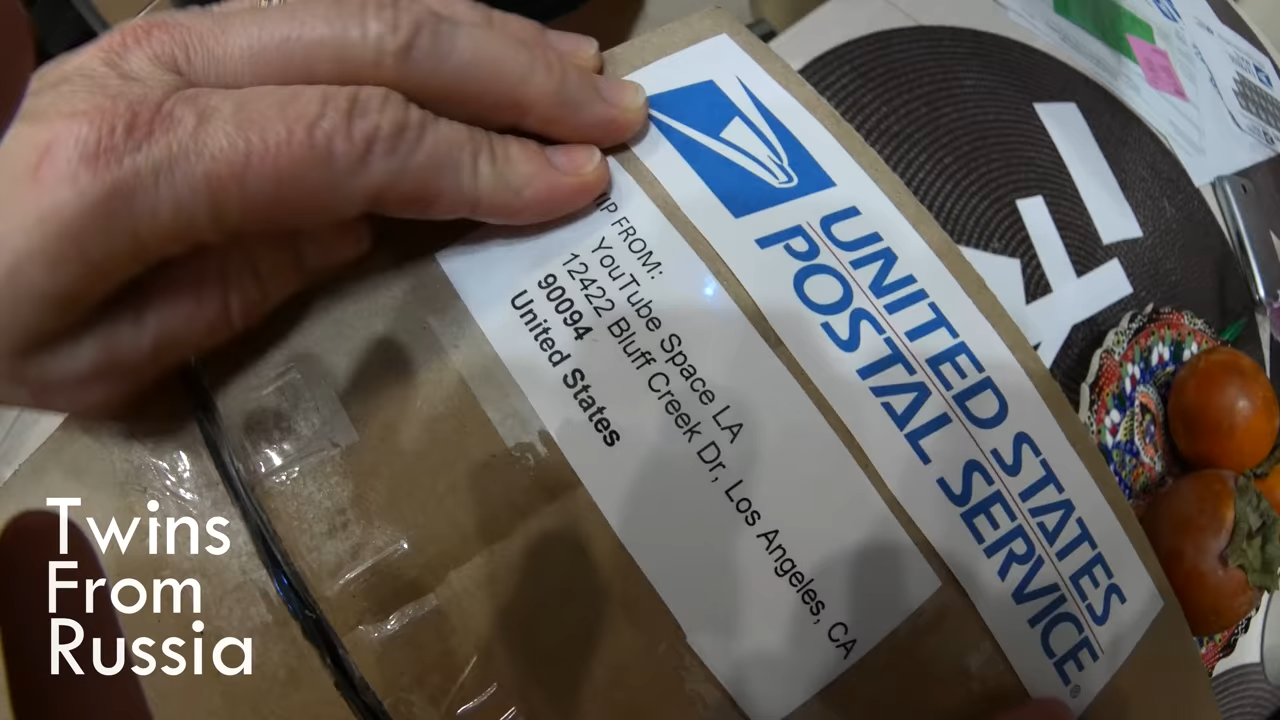 UNITED STATES
POSTAL SERVICE®
IP FROM:
YouTube Space LA
12422 Bluff Creek Dr, Los Angeles, CA
90094
United States
Twins
From
Russia